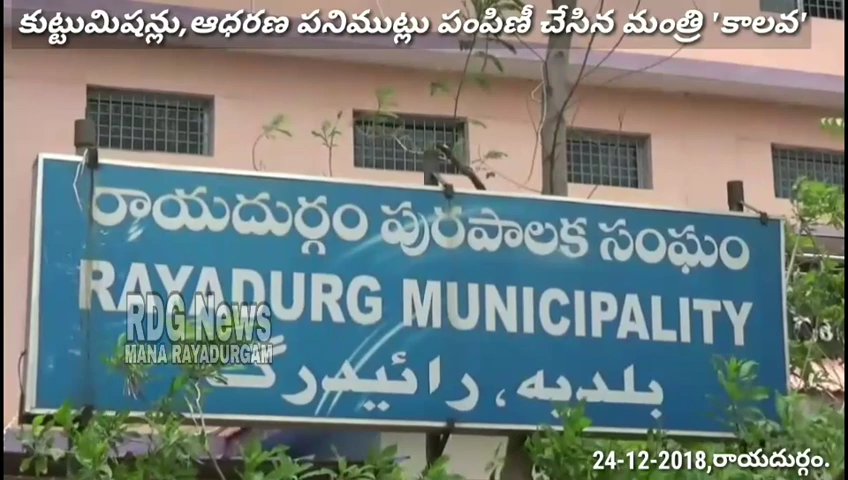 కుట్టుమిషన్లు,ఆధరణ పనిముట్లు పంపిణీ చేసిన మంత్రి 'కాలవ'
రాయదుర్గం పురపాలక సంఘం
RAYADURG MUNICIPALITY
RDG News
MANA RAYADURGAM
بلدیہ ، رائیدرگ
24-12-2018,రాయదుర్గం.